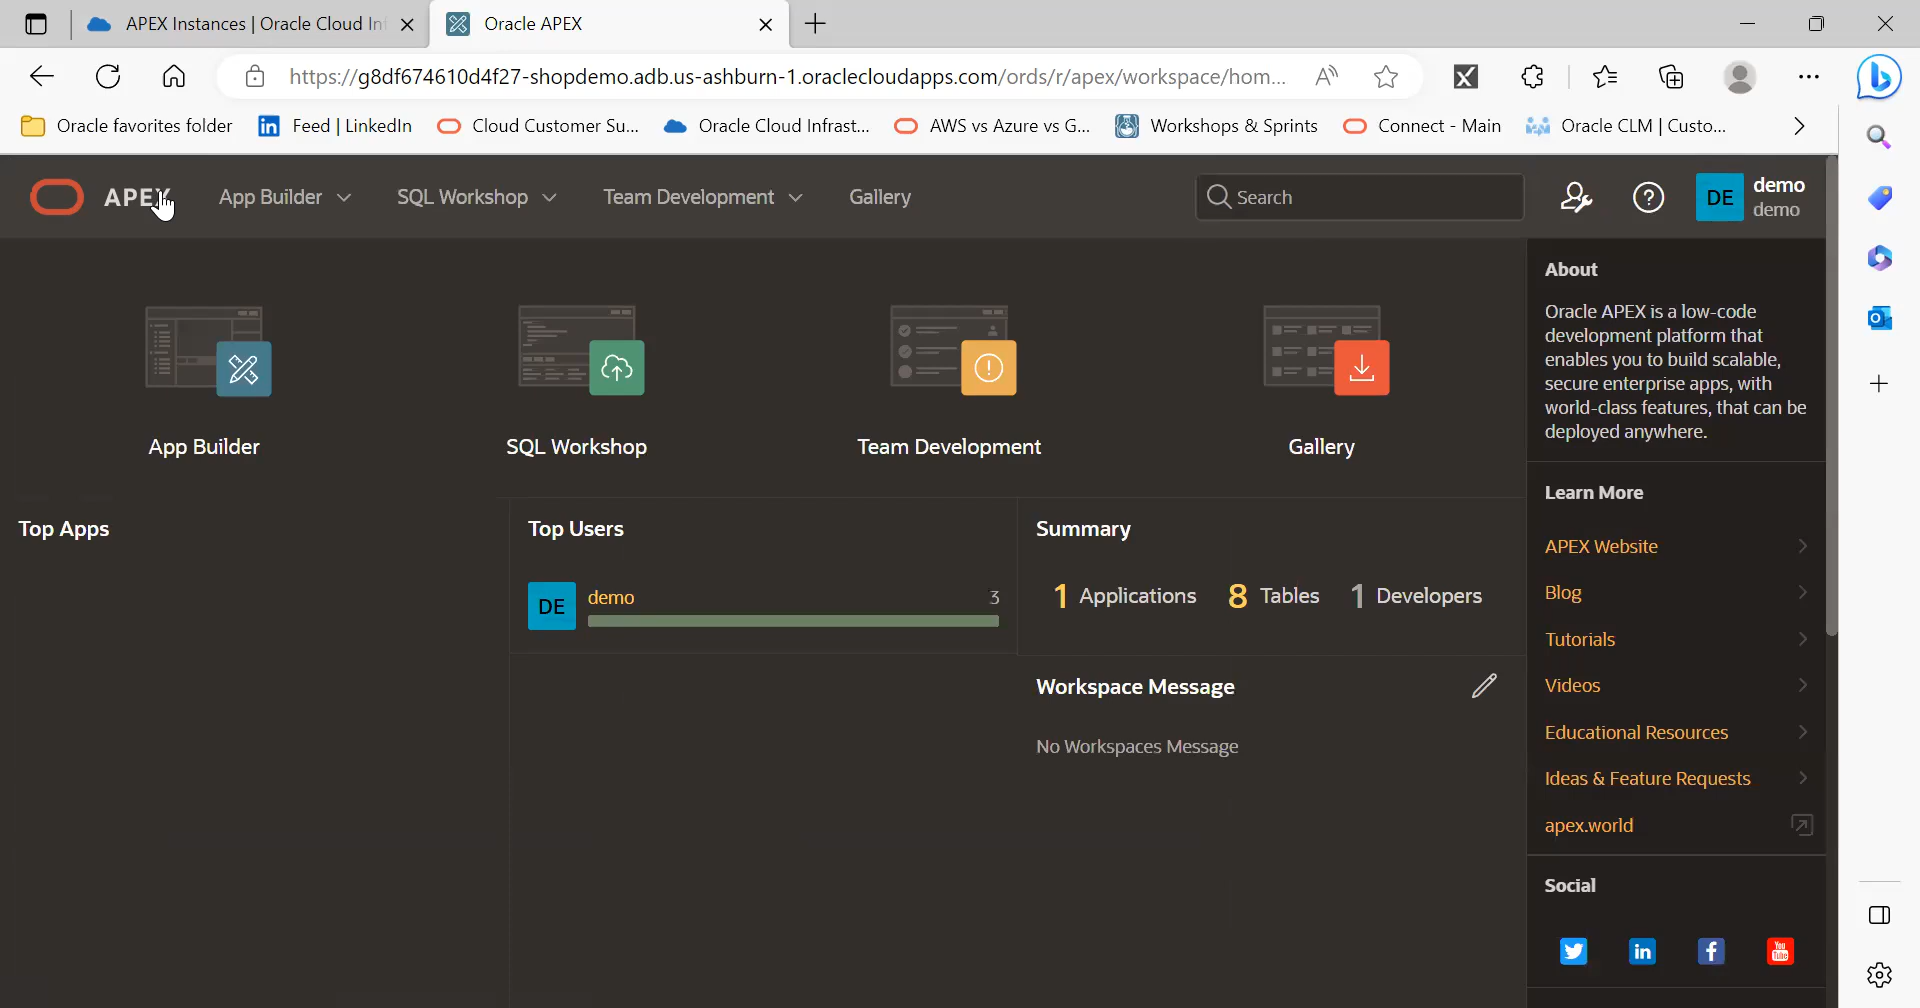 APEX Instances | Oracle Cloud In
Oracle APEX
https://g8df674610d4f27-shopdemo.adb.us-ashburn-1.oraclecloudapps.com/ords/r/apex/workspace/hom...
Oracle favorites folder
Feed | LinkedIn
Cloud Customer Su...
Oracle Cloud Infrast...
AWS vs Azure vs G...
Workshops & Sprints
Connect - Main
Oracle CLM | Custo...
APEX
App Builder
SQL Workshop
Team Development
Gallery
Search
DE
demo
demo
App Builder
SQL Workshop
Team Development
Gallery
Top Apps
Top Users
DE
demo
3
Summary
1 Applications
8 Tables
1 Developers
Workspace Message
No Workspaces Message
About
Oracle APEX is a low-code
development platform that
enables you to build scalable,
secure enterprise apps, with
world-class features, that can be
deployed anywhere.
Learn More
APEX Website
Blog
Tutorials
Videos
Educational Resources
Ideas & Feature Requests
apex.world
Social